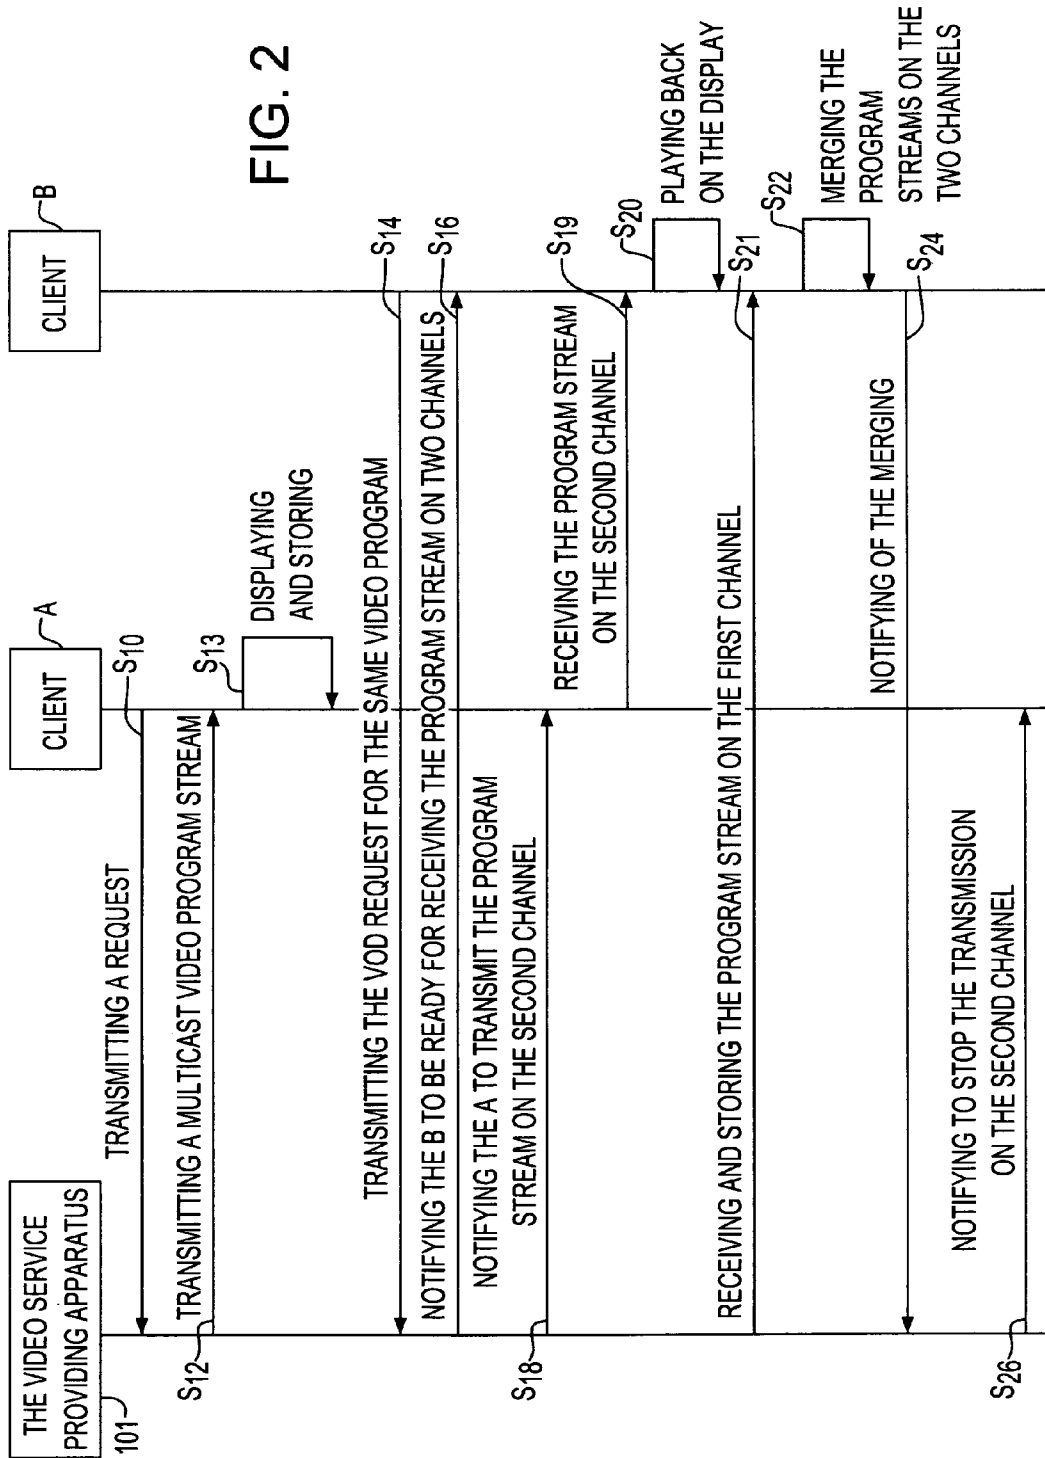 FIG. 2
THE VIDEO SERVICE
PROVIDING APPARATUS
101
CLIENT
A
CLIENT
B
TRANSMITTING A REQUEST
S10
TRANSMITTING A MULTICAST VIDEO PROGRAM STREAM
S12
S13
DISPLAYING
AND STORING
TRANSMITTING THE VOD REQUEST FOR THE SAME VIDEO PROGRAM
S14
NOTIFYING THE B TO BE READY FOR RECEIVING THE PROGRAM STREAM ON TWO CHANNELS
S16
NOTIFYING THE A TO TRANSMIT THE PROGRAM
STREAM ON THE SECOND CHANNEL
S18
RECEIVING THE PROGRAM STREAM
ON THE SECOND CHANNEL
S19
S20
PLAYING BACK
ON THE DISPLAY
RECEIVING AND STORING THE PROGRAM STREAM ON THE FIRST CHANNEL
S21
S22
MERGING THE
PROGRAM
STREAMS ON THE
TWO CHANNELS
NOTIFYING OF THE MERGING
S24
NOTIFYING TO STOP THE TRANSMISSION
ON THE SECOND CHANNEL
S26